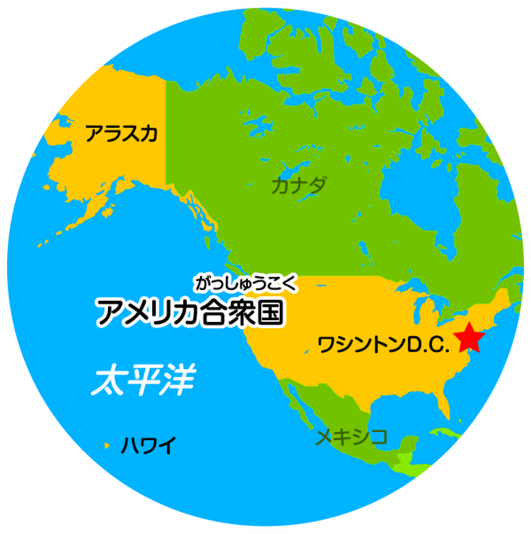 アラスカ
カナダ
がっしゅうこく
アメリカ合衆国
ワシントンD.C.
太平洋
メキシコ
ハワイ